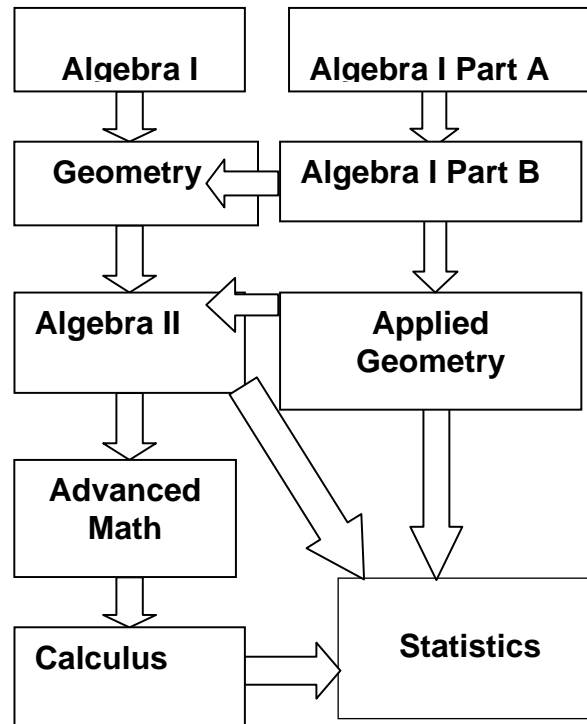 Algebra I
Algebra I Part A
Geometry
Algebra I Part B
Algebra II
Applied
Geometry
Advanced
Math
Calculus
Statistics